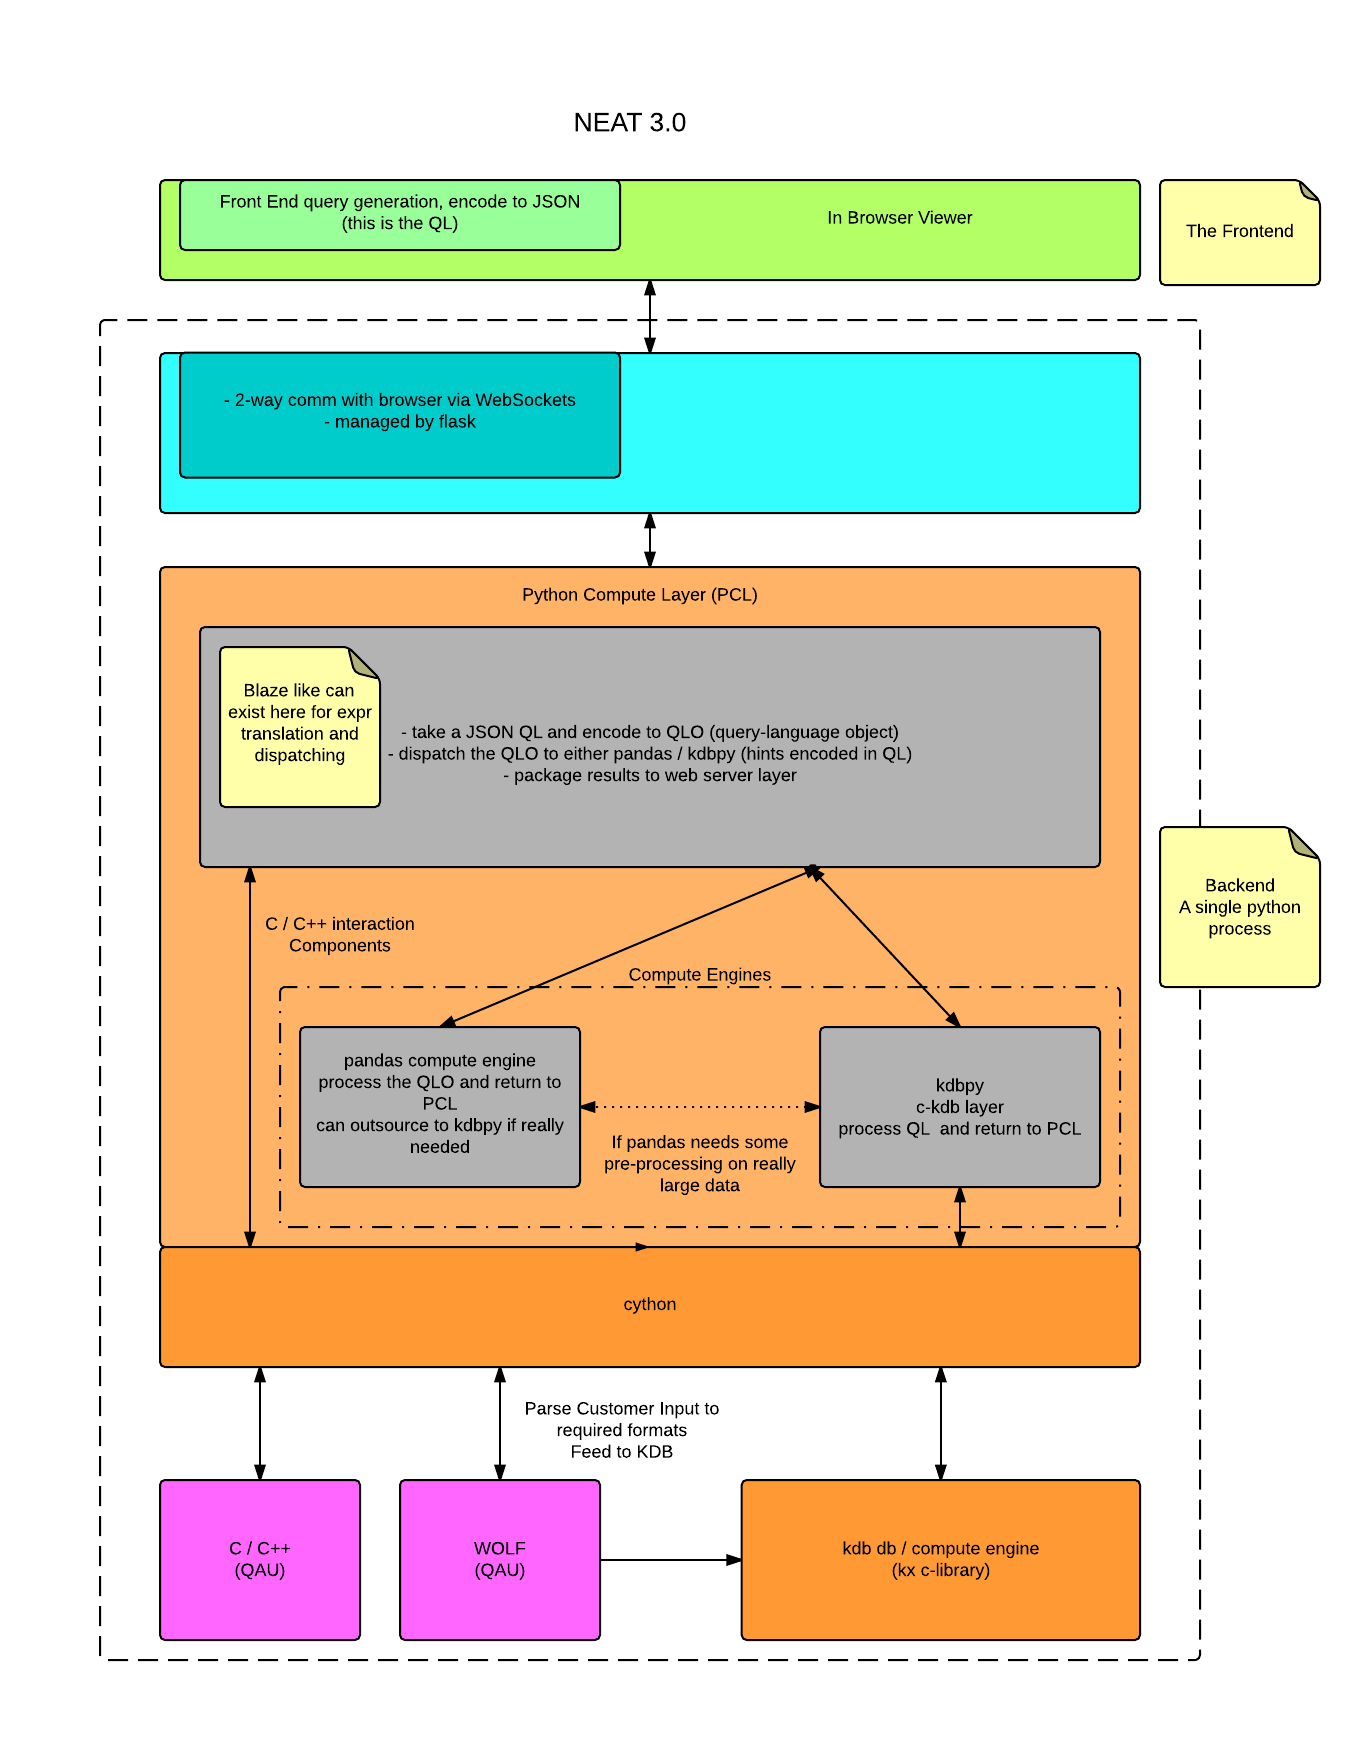 NEAT 3.0
Front End query generation, encode to JSON
(this is the QL)
In Browser Viewer
The Frontend
- 2-way comm with browser via WebSockets
- managed by flask
Python Compute Layer (PCL)
Blaze like can
exist here for expr
translation and
dispatching
- take a JSON QL and encode to QLO (query-language object)
- dispatch the QLO to either pandas / kdbpy (hints encoded in QL)
- package results to web server layer
Backend
A single python
process
C / C++ interaction
Components
Compute Engines
pandas compute engine
process the QLO and return to
PCL
can outsource to kdbpy if really
needed
If pandas needs some
pre-processing on really
large data
kdbpy
c-kdb layer
process QL  and return to PCL
cython
Parse Customer Input to
required formats
Feed to KDB
C / C++
(QAU)
WOLF
(QAU)
kdb db / compute engine
(kx c-library)